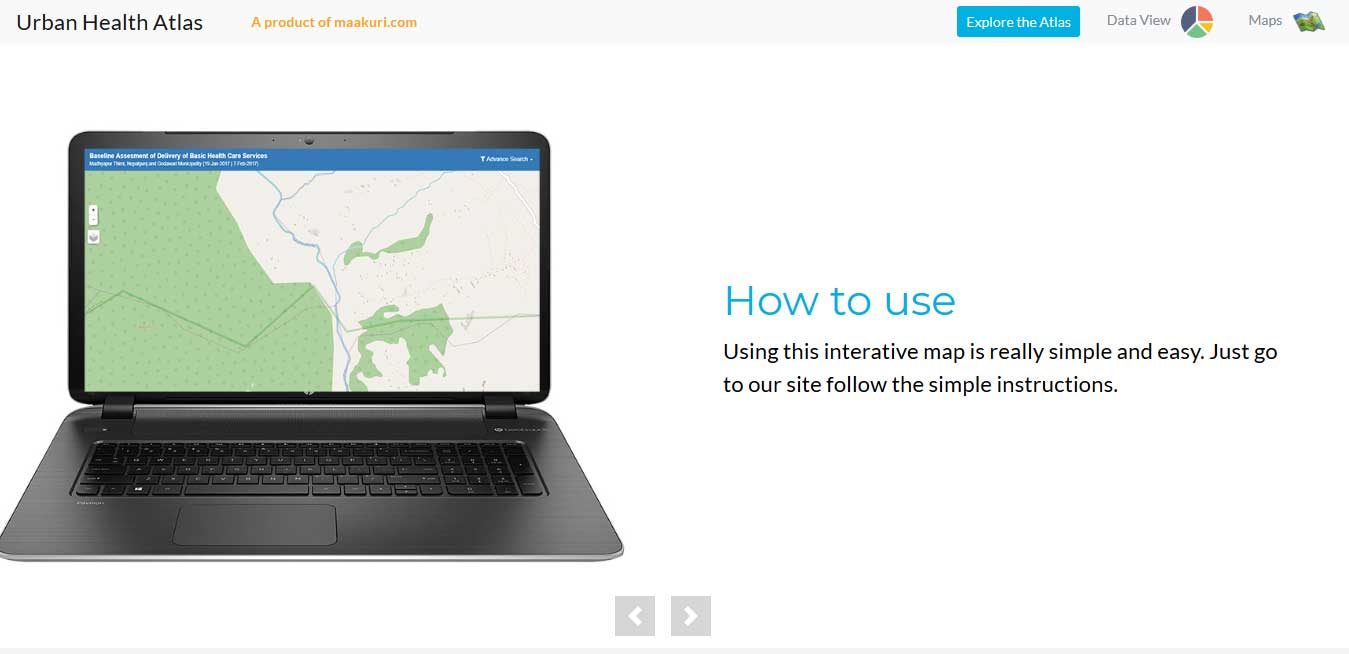 Urban Health Atlas
A product of maakuri.com
Explore the Atlas
Data View
Maps
Baseline Assesment of Delivery of Basic Health Care Services
Advance Search
Madhyapur Thimi, Nepalgunj and Godawari Municipality (19-Jan-2017 | 7-Feb-2017)
How to use
Using this interative map is really simple and easy. Just go
to our site follow the simple instructions.